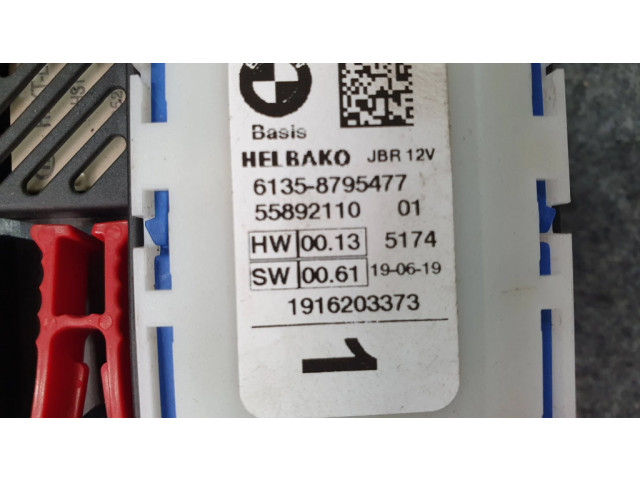 Basis
HELBAKO JBR 12V
6135-8795477
55892110 01
HW 00.13 5174
SW 00.61 19-06-19
1916203373
1